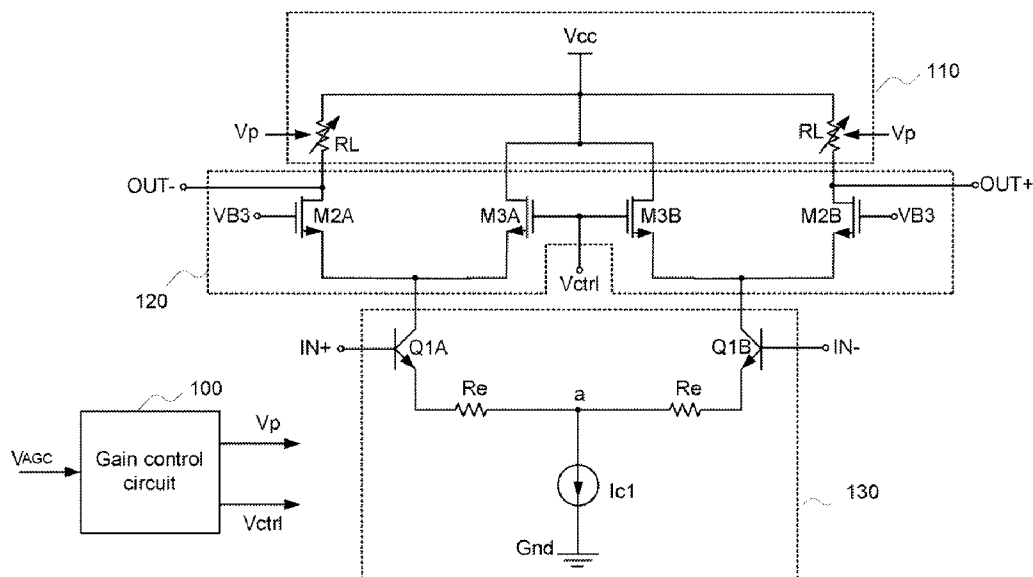 Vcc
110
Vp
RL
RL
Vp
OUT-
OUT+
VB3
M2A
M3A
M3B
M2B
VB3
120
Vctrl
IN+
Q1A
Q1B
IN-
Re
a
Re
100
VAGC
Gain control
circuit
Vp
Vctrl
Ic1
130
Gnd